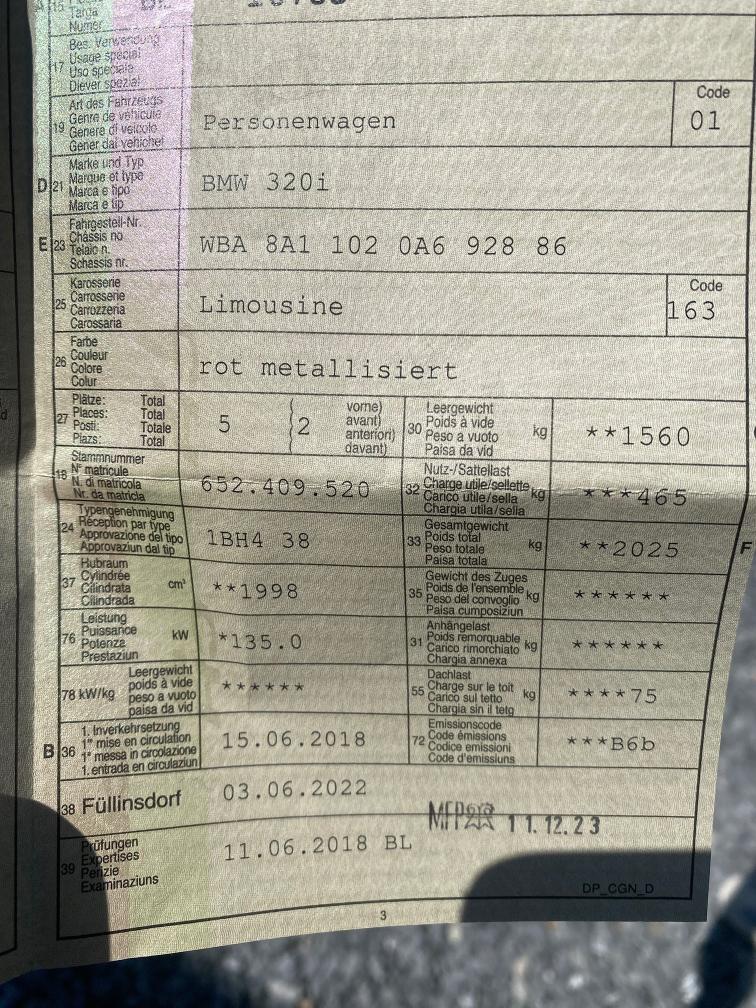 15
Targa
Numer
17 Bes. Verwendung
Usage spécial
Uso speciale
Diever spezial
19 Art des Fahrzeugs
Genre de véhicule
Genere di veicolo
Gener dal vehichel
Personenwagen
Code
01
D 21 Marke und Typ
Marque et type
Marca e tipo
Marca e tip
BMW 320i
E 23 Fahrgestell-Nr.
Châssis no
Telaio n.
Schassis nr.
WBA 8A1 102 0A6 928 86
25 Karosserie
Carrosserie
Carrozzeria
Carossaria
Limousine
Code
163
26 Farbe
Couleur
Colore
Colur
rot metallisiert
27 Plätze: Total
Places: Total
Posti: Totale
Plazs: Total
5
2
vorne)
avant)
anteriori)
davant)
30 Leergewicht
Poids à vide
Peso a vuoto
Paisa da vid
kg
**1560
18 Stammnummer
N° matricule
N. di matricola
Nr. da matricla
652.409.520
32 Nutz-/Sattellast
Charge utile/sellette
Carico utile/sella
Chargia utila/sella
kg
***465
24 Typengenehmigung
Réception par type
Approvazione del tipo
Approvaziun dal tip
1BH4 38
33 Gesamtgewicht
Poids total
Peso totale
Paisa totala
kg
**2025
F
37 Hubraum
Cylindrée
Cilindrata
Cilindrada
cm³
**1998
35 Gewicht des Zuges
Poids de l'ensemble
Peso del convoglio
Paisa cumposiziun
kg
******
76 Leistung
Puissance
Potenza
Prestaziun
kW
*135.0
31 Anhängelast
Poids remorquable
Carico rimorchiato
Chargia annexa
kg
******
78 kW/kg
Leergewicht
poids à vide
peso a vuoto
paisa da vid
******
55 Dachlast
Charge sur le toit
Carico sul tetto
Chargia sin il tetg
kg
****75
B 36 1. Inverkehrsetzung
1re mise en circulation
1a messa in circolazione
1. entrada en circulaziun
15.06.2018
72 Emissionscode
Code émissions
Codice emissioni
Code d'emissiuns
***B6b
38 Füllinsdorf
03.06.2022
MFP 11.12.23
39 Prüfungen
Expertises
Perizie
Examinaziuns
11.06.2018 BL
DP_CGN_D
3